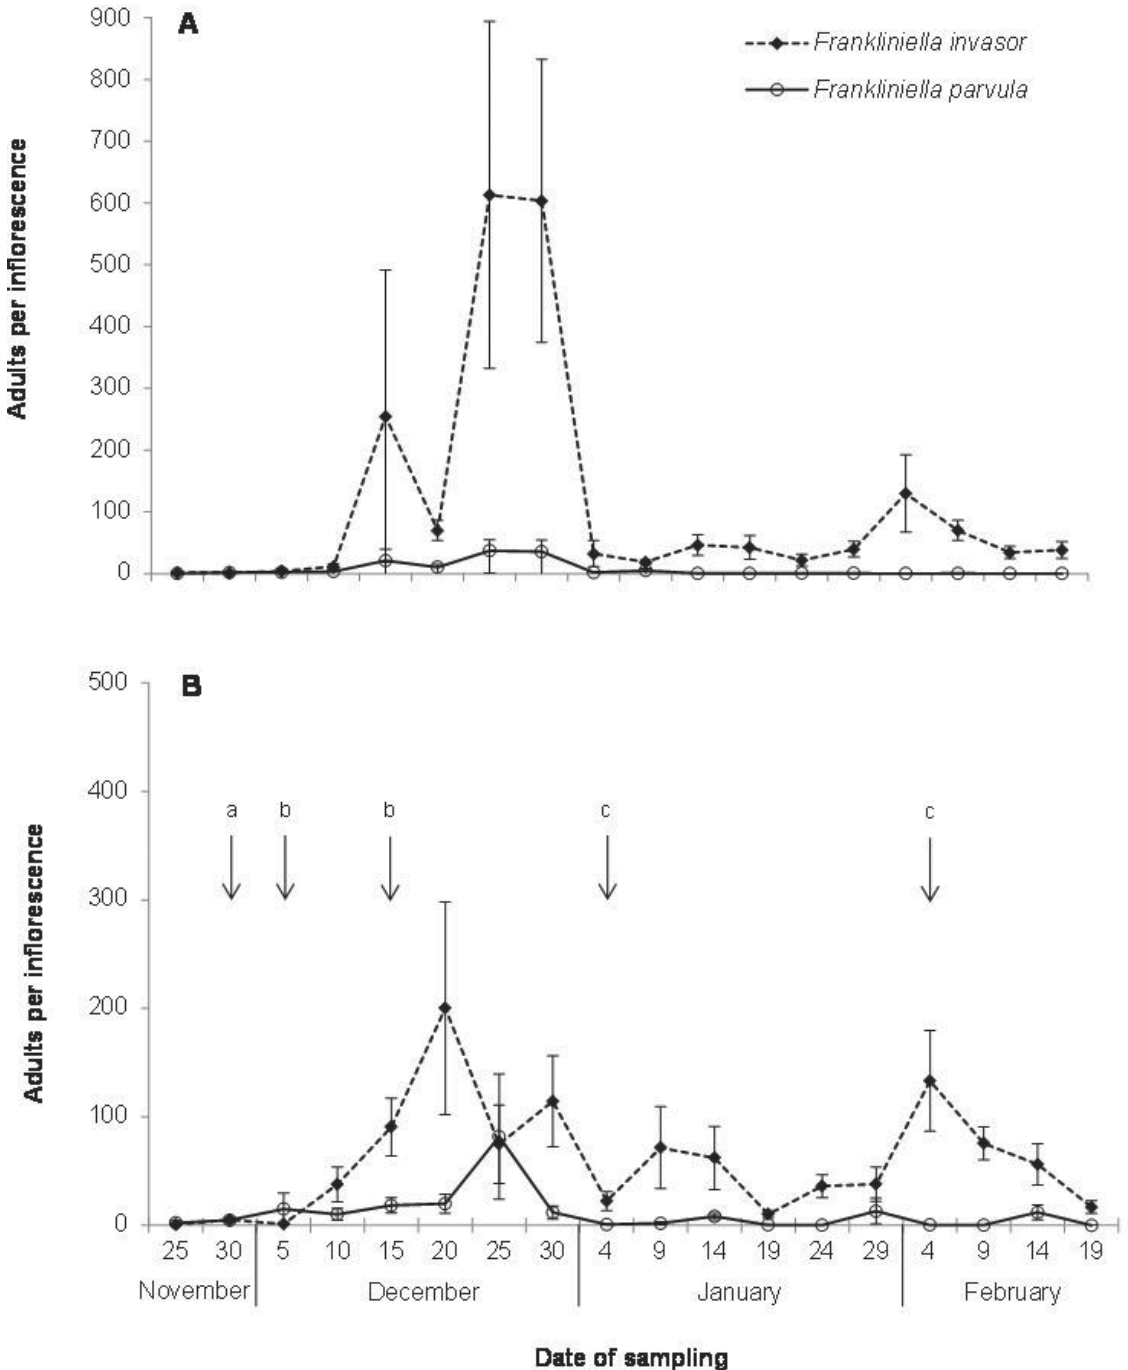 A
Frankliniella invasor
Frankliniella parvula
Adults per inflorescence
900
800
700
600
500
400
300
200
100
0
B
Adults per inflorescence
500
400
300
200
100
0
a b b c c
25 30 5 10 15 20 25 30 4 9 14 19 24 29 4 9 14 19
November December January February
Date of sampling